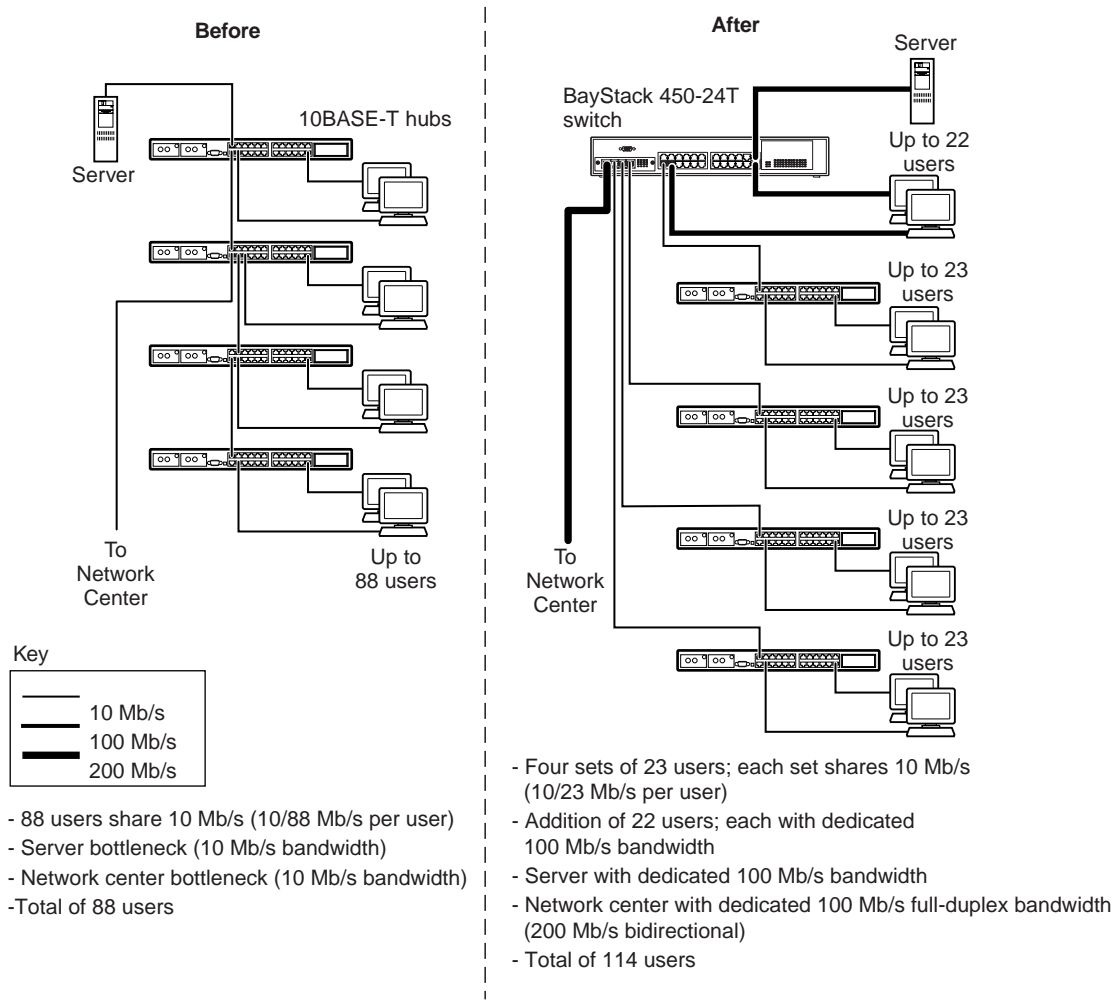 Before
Server
10BASE-T hubs
To
Network
Center
Up to
88 users
Key
10 Mb/s
100 Mb/s
200 Mb/s
- 88 users share 10 Mb/s (10/88 Mb/s per user)
- Server bottleneck (10 Mb/s bandwidth)
- Network center bottleneck (10 Mb/s bandwidth)
-Total of 88 users
After
Server
BayStack 450-24T
switch
Up to 22
users
Up to 23
users
Up to 23
users
Up to 23
users
To
Network
Center
Up to 23
users
- Four sets of 23 users; each set shares 10 Mb/s
(10/23 Mb/s per user)
- Addition of 22 users; each with dedicated
100 Mb/s bandwidth
- Server with dedicated 100 Mb/s bandwidth
- Network center with dedicated 100 Mb/s full-duplex bandwidth
(200 Mb/s bidirectional)
- Total of 114 users